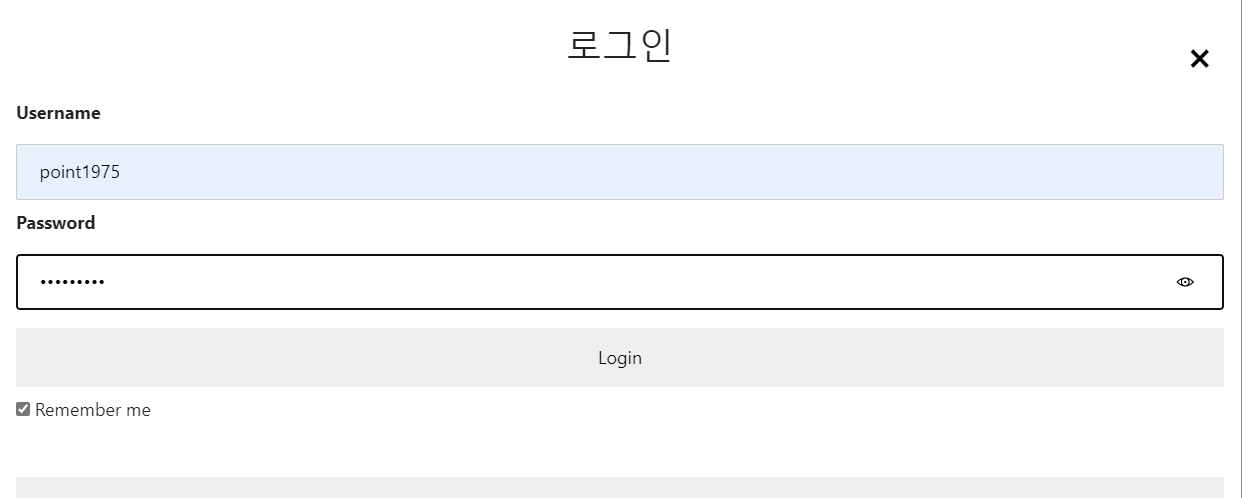 로그인
Username
point1975
Password
•••••••••
Login
Remember me